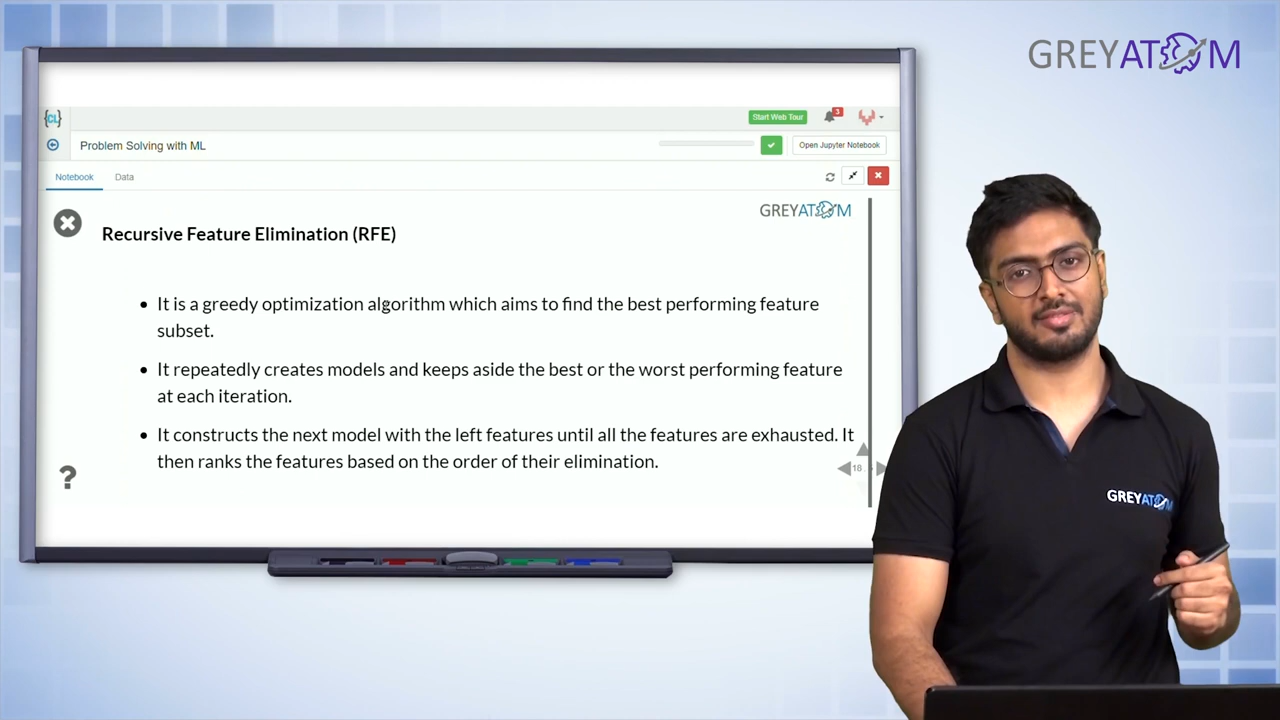 GREYATOM
{CL}
Start Web Tour
3
Problem Solving with ML
Open Jupyter Notebook
Notebook
Data
GREYATOM
Recursive Feature Elimination (RFE)
• It is a greedy optimization algorithm which aims to find the best performing feature
subset.
• It repeatedly creates models and keeps aside the best or the worst performing feature
at each iteration.
• It constructs the next model with the left features until all the features are exhausted. It
then ranks the features based on the order of their elimination.
?
18
GREYATOM